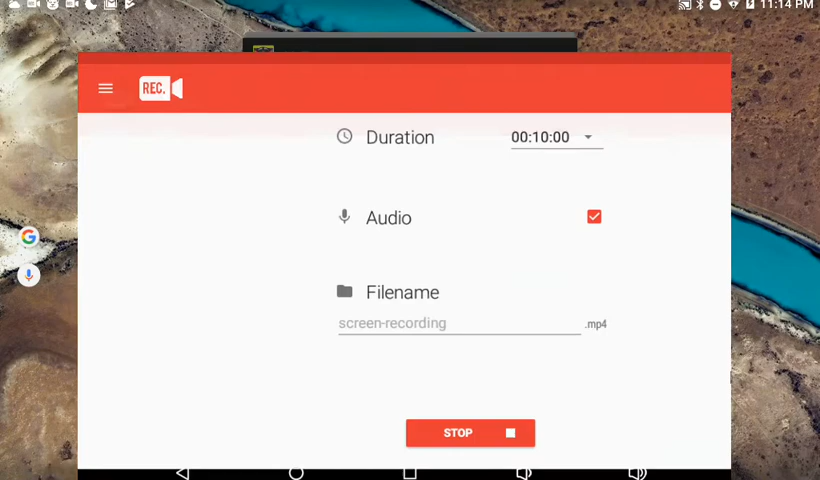 11:14 PM
REC.
Duration
00:10:00
Audio
Filename
screen-recording .mp4
STOP